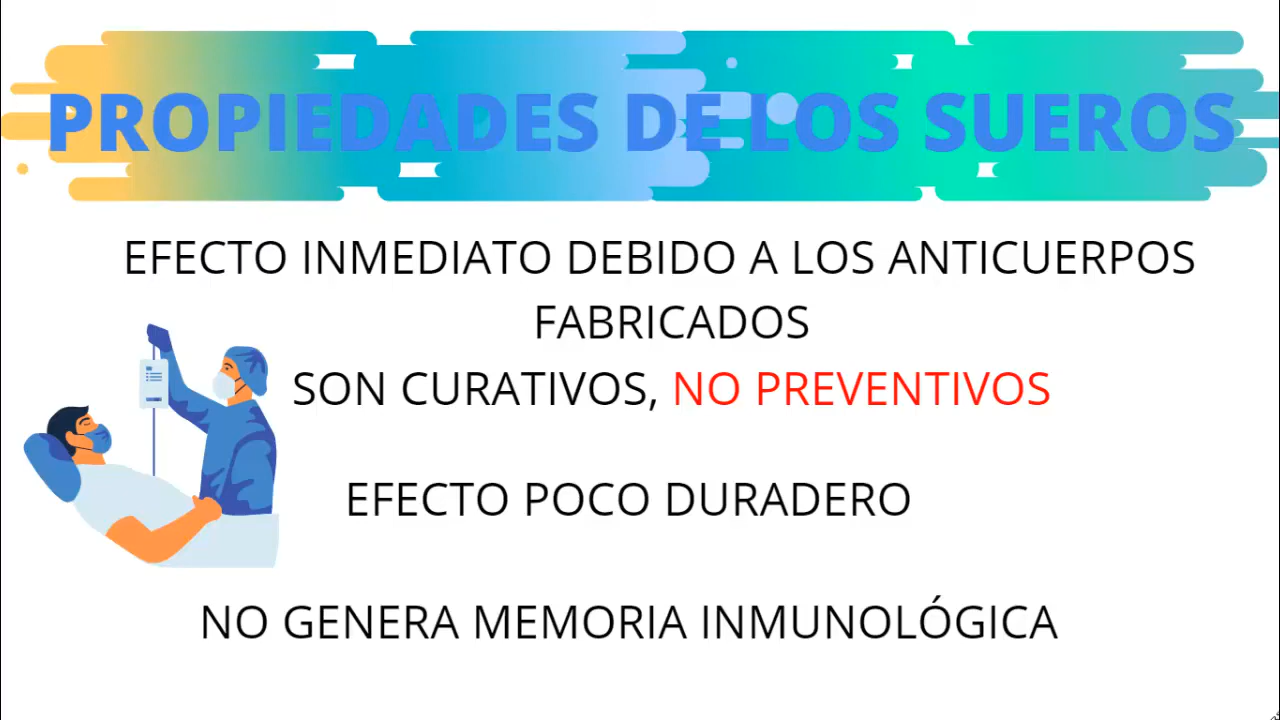 PROPIEDADES DE LOS SUEROS
EFECTO INMEDIATO DEBIDO A LOS ANTICUERPOS
FABRICADOS
SON CURATIVOS, NO PREVENTIVOS
EFECTO POCO DURADERO
NO GENERA MEMORIA INMUNOLÓGICA